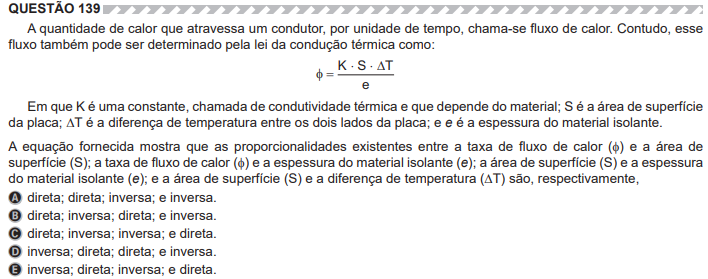 QUESTÃO 139
A quantidade de calor que atravessa um condutor, por unidade de tempo, chama-se fluxo de calor. Contudo, esse
fluxo também pode ser determinado pela lei da condução térmica como:
ϕ = K · S · ΔT / e
Em que K é uma constante, chamada de condutividade térmica e que depende do material; S é a área de superfície
da placa; ΔT é a diferença de temperatura entre os dois lados da placa; e e é a espessura do material isolante.
A equação fornecida mostra que as proporcionalidades existentes entre a taxa de fluxo de calor (ϕ) e a área de
superfície (S); a taxa de fluxo de calor (ϕ) e a espessura do material isolante (e); a área de superfície (S) e a espessura
do material isolante (e); e a área de superfície (S) e a diferença de temperatura (ΔT) são, respectivamente,
A direta; direta; inversa; e inversa.
B direta; inversa; direta; e inversa.
C direta; inversa; inversa; e direta.
D inversa; direta; direta; e inversa.
E inversa; direta; inversa; e direta.